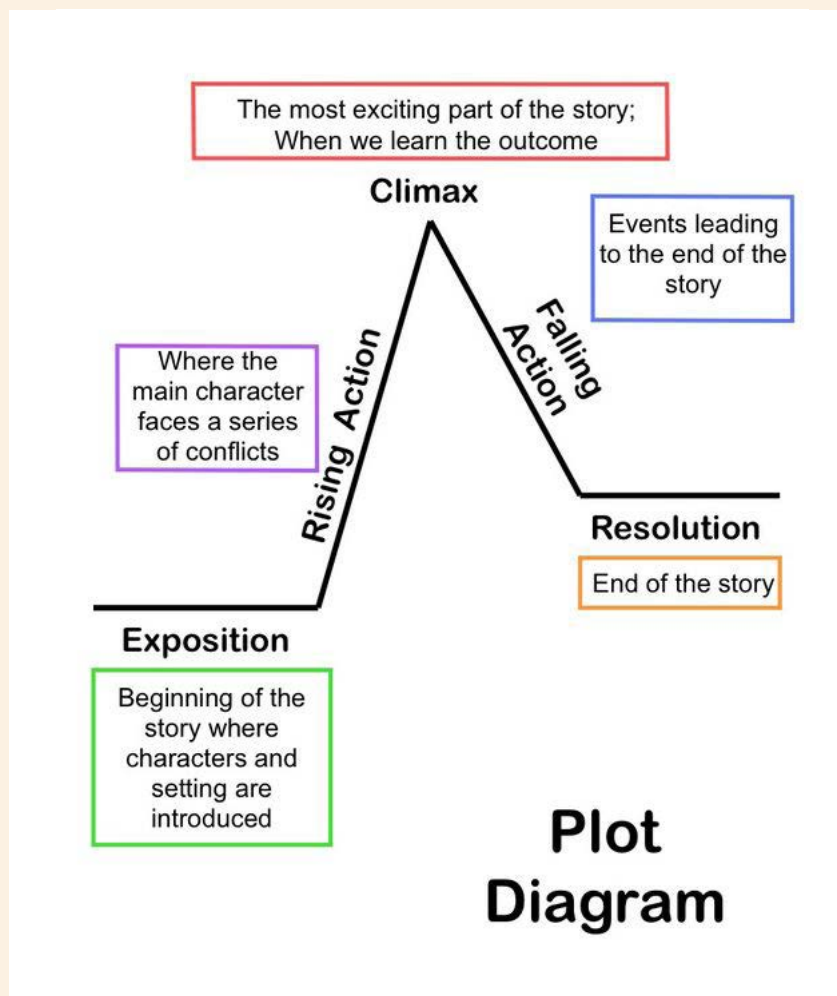 The most exciting part of the story;
When we learn the outcome
Climax
Events leading
to the end of the
story
Falling
Action
Where the
main character
faces a series
of conflicts
Rising Action
Resolution
End of the story
Exposition
Beginning of the
story where
characters and
setting are
introduced
Plot
Diagram